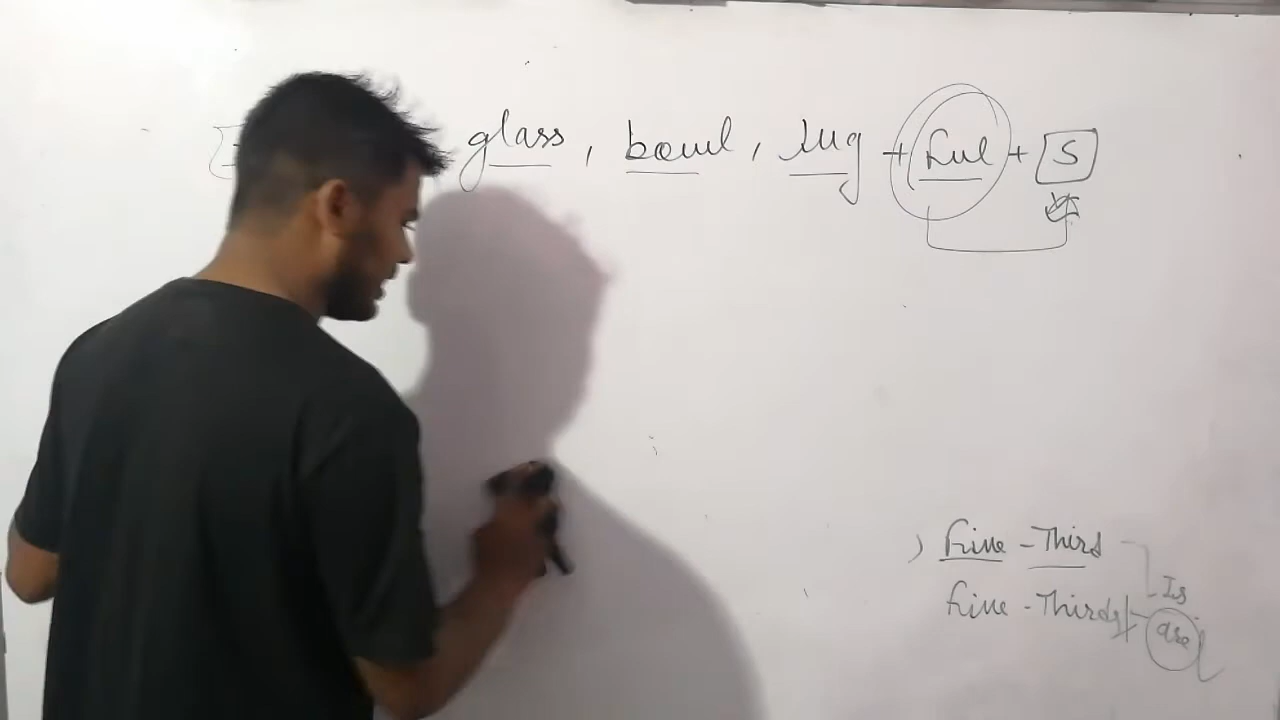 glass, bowl, Mug + ful + S
) five - Third
Is
five - Thirds
are